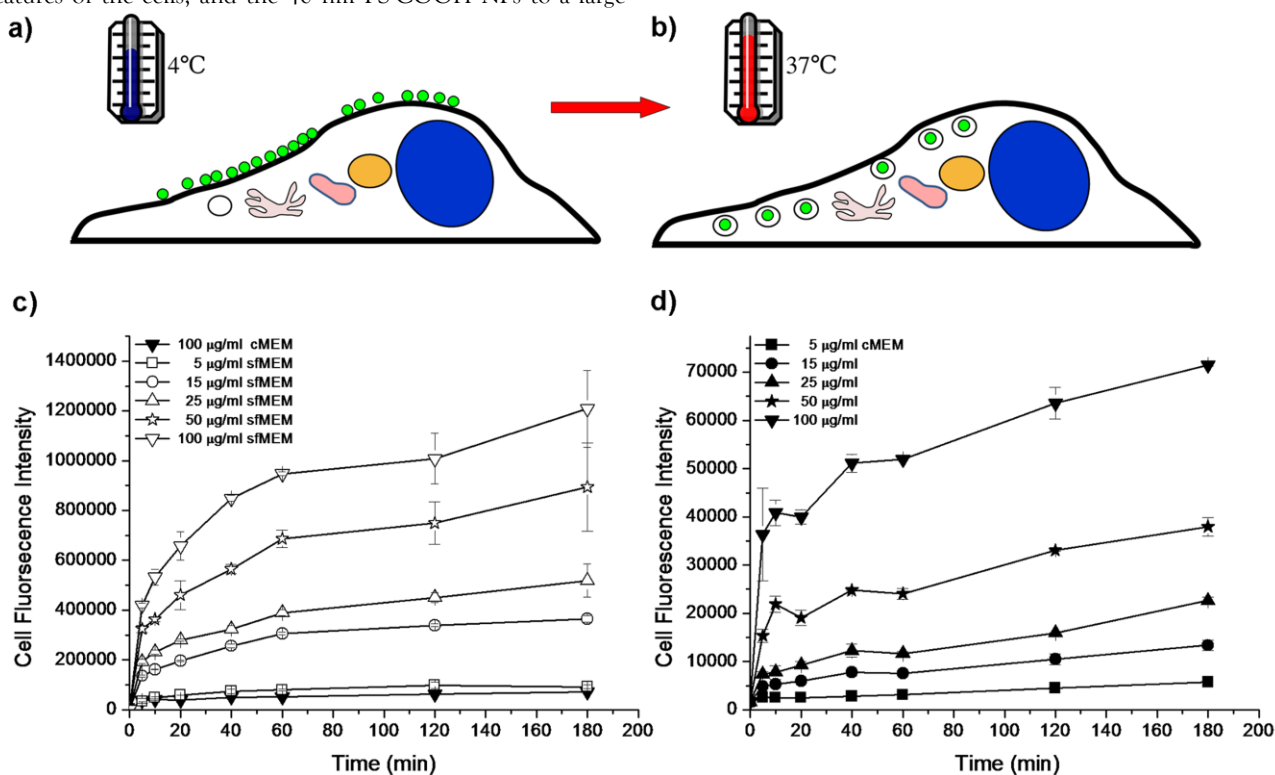 a)
4°C
b)
37°C
c)
Cell Fluorsecence Intensity
1400000
1200000
1000000
800000
600000
400000
200000
0
100 µg/ml cMEM
5 µg/ml sfMEM
15 µg/ml sfMEM
25 µg/ml sfMEM
50 µg/ml sfMEM
100 µg/ml sfMEM
0 20 40 60 80 100 120 140 160 180 200
Time (min)
d)
Cell Fluorescence Intensity
70000
60000
50000
40000
30000
20000
10000
0
5 µg/ml cMEM
15 µg/ml
25 µg/ml
50 µg/ml
100 µg/ml
0 20 40 60 80 100 120 140 160 180 200
Time (min)